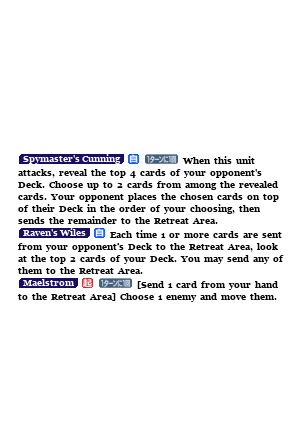 Spymaster's Cunning 自 1ターンに1回 When this unit
attacks, reveal the top 4 cards of your opponent's
Deck. Choose up to 2 cards from among the revealed
cards. Your opponent places the chosen cards on top
of their Deck in the order of your choosing, then
sends the remainder to the Retreat Area.
Raven's Wiles 自 Each time 1 or more cards are sent
from your opponent's Deck to the Retreat Area, look
at the top 2 cards of your Deck. You may send any of
them to the Retreat Area.
Maelstrom 起 1ターンに1回 [Send 1 card from your hand
to the Retreat Area] Choose 1 enemy and move them.